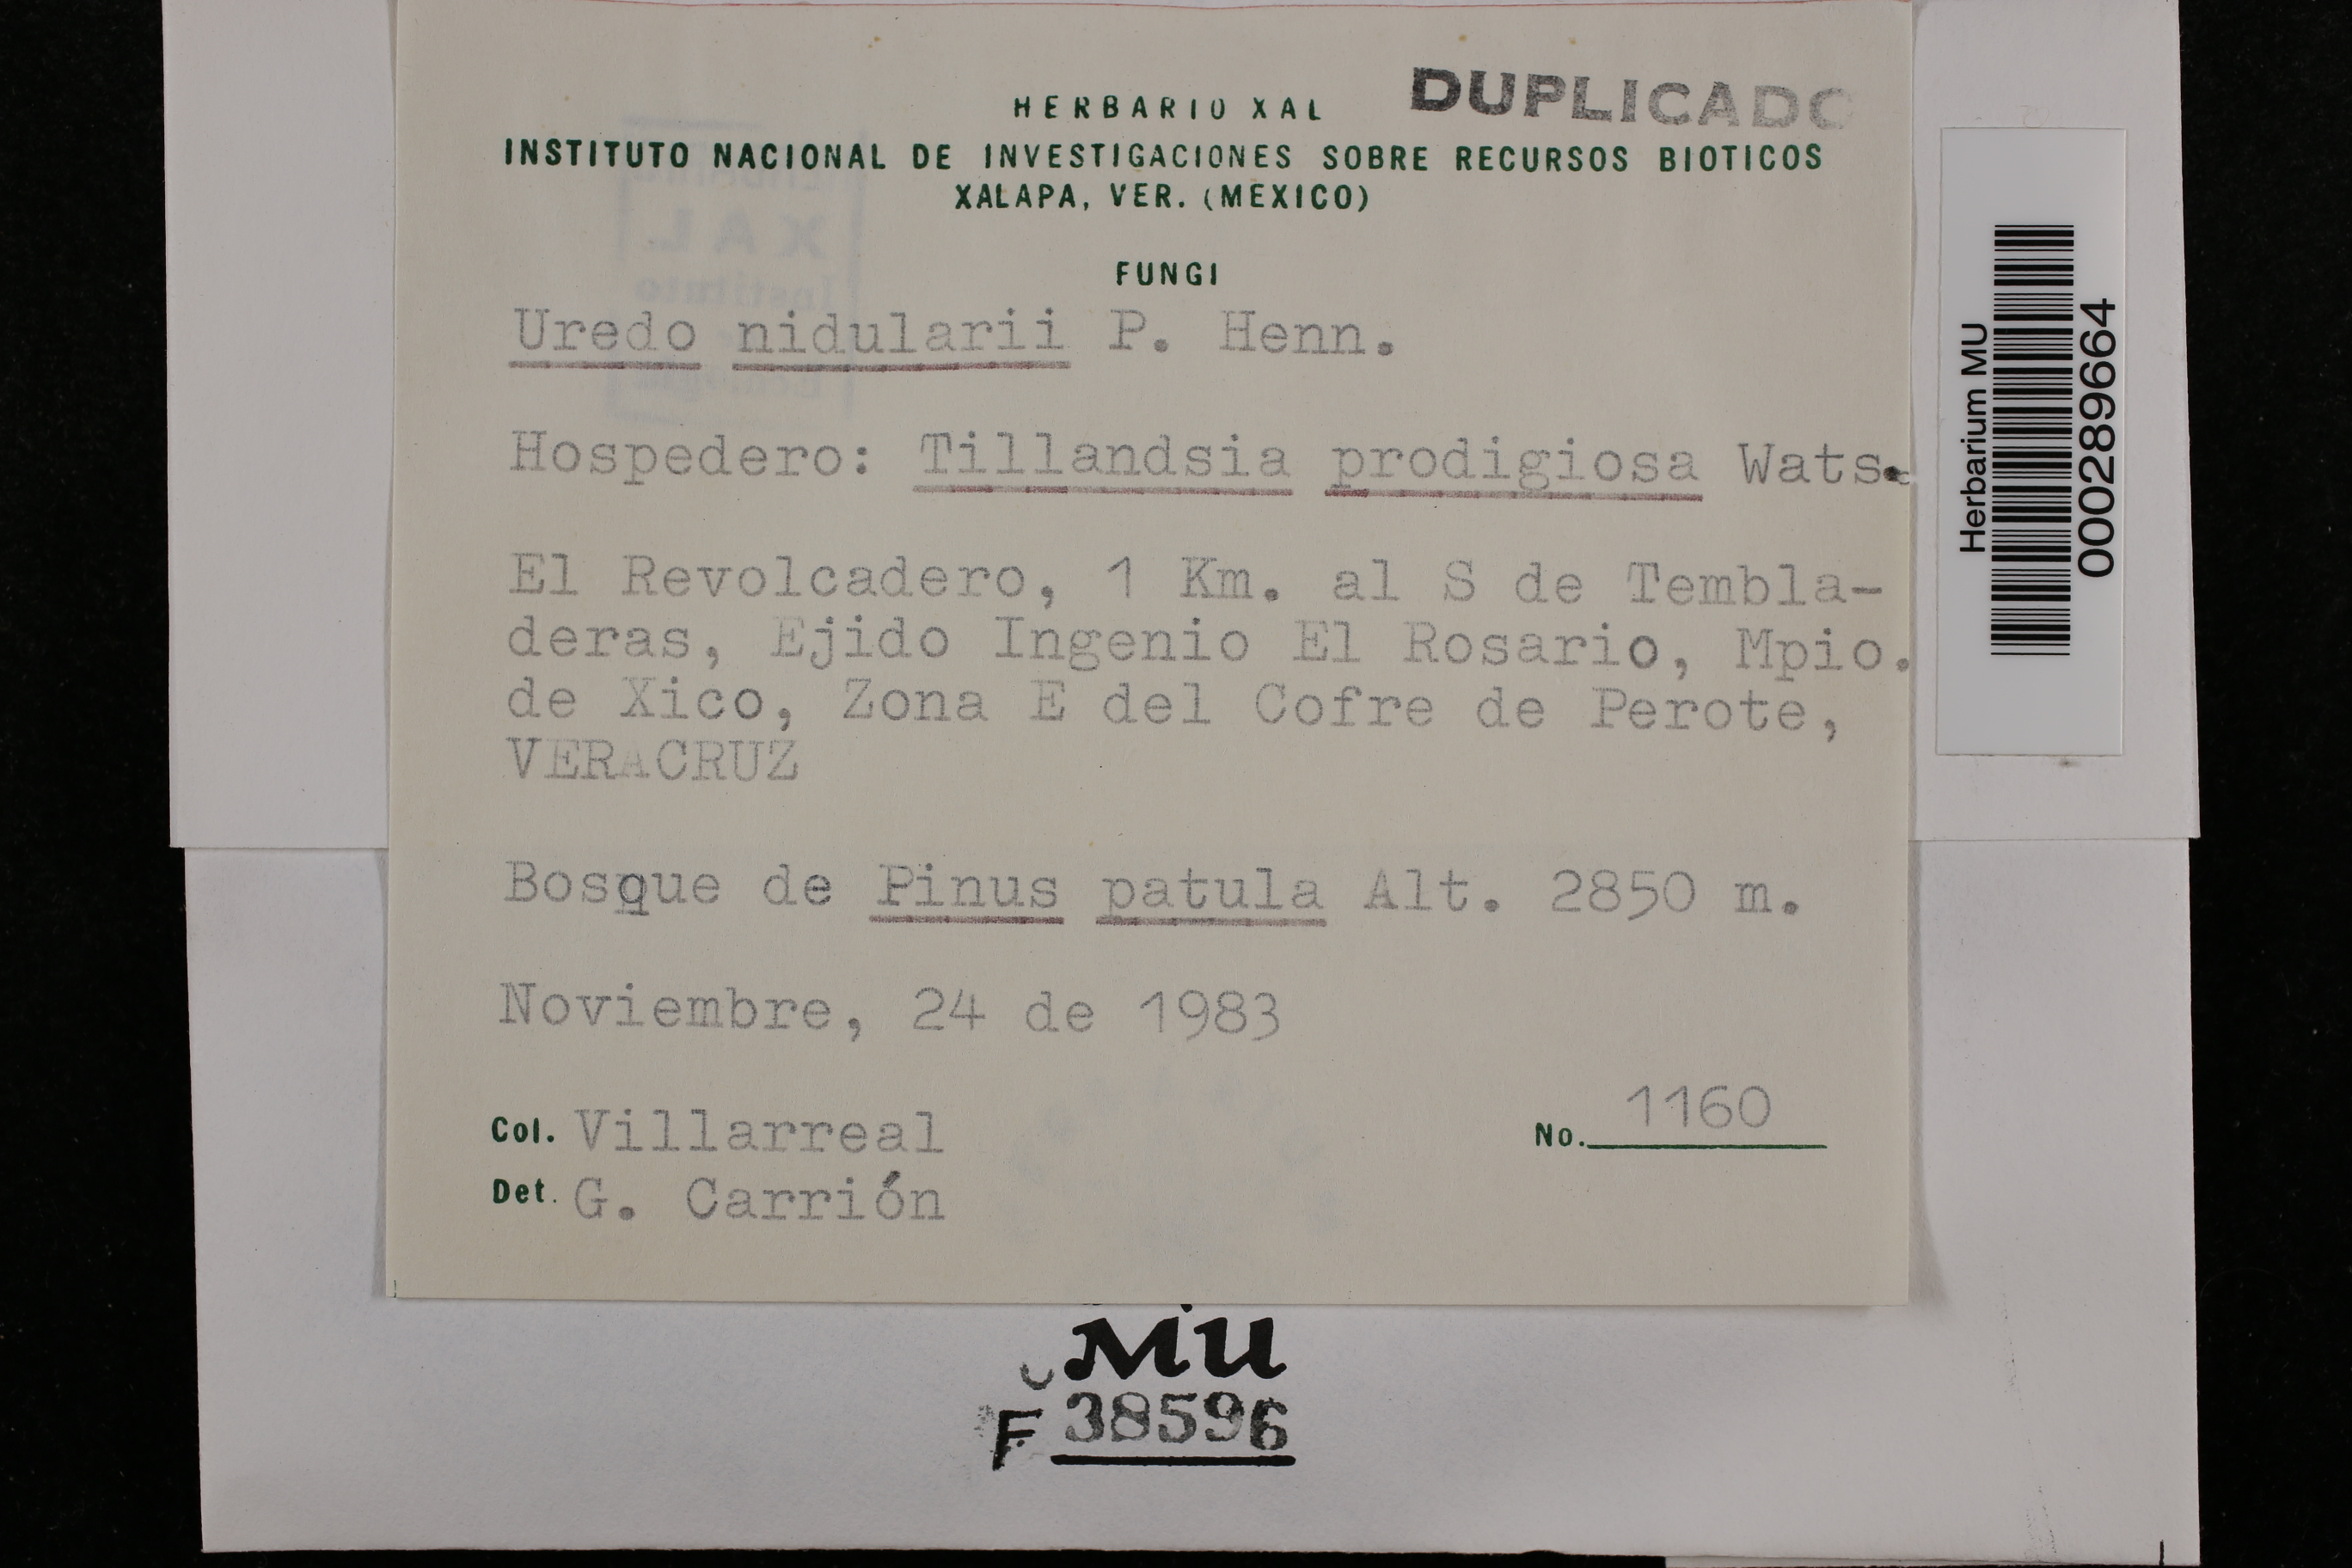 DUPLICADO
HERBARIO XAL
INSTITUTO NACIONAL DE INVESTIGACIONES SOBRE RECURSOS BIOTICOS
XALAPA, VER. (MEXICO)
FUNGI
Uredo nidularii P. Henn.
Hospedero: Tillandsia prodigiosa Wats.
El Revolcadero, 1 Km. al S de Tembla-
deras, Ejido Ingenio El Rosario, Mpio.
de Xico, Zona E del Cofre de Perote,
VERACRUZ
Bosque de Pinus patula Alt. 2850 m.
Noviembre, 24 de 1983
Col. Villarreal
No. 1160
Det. G. Carrión
MU
F 38596
Herbarium MU
000289664